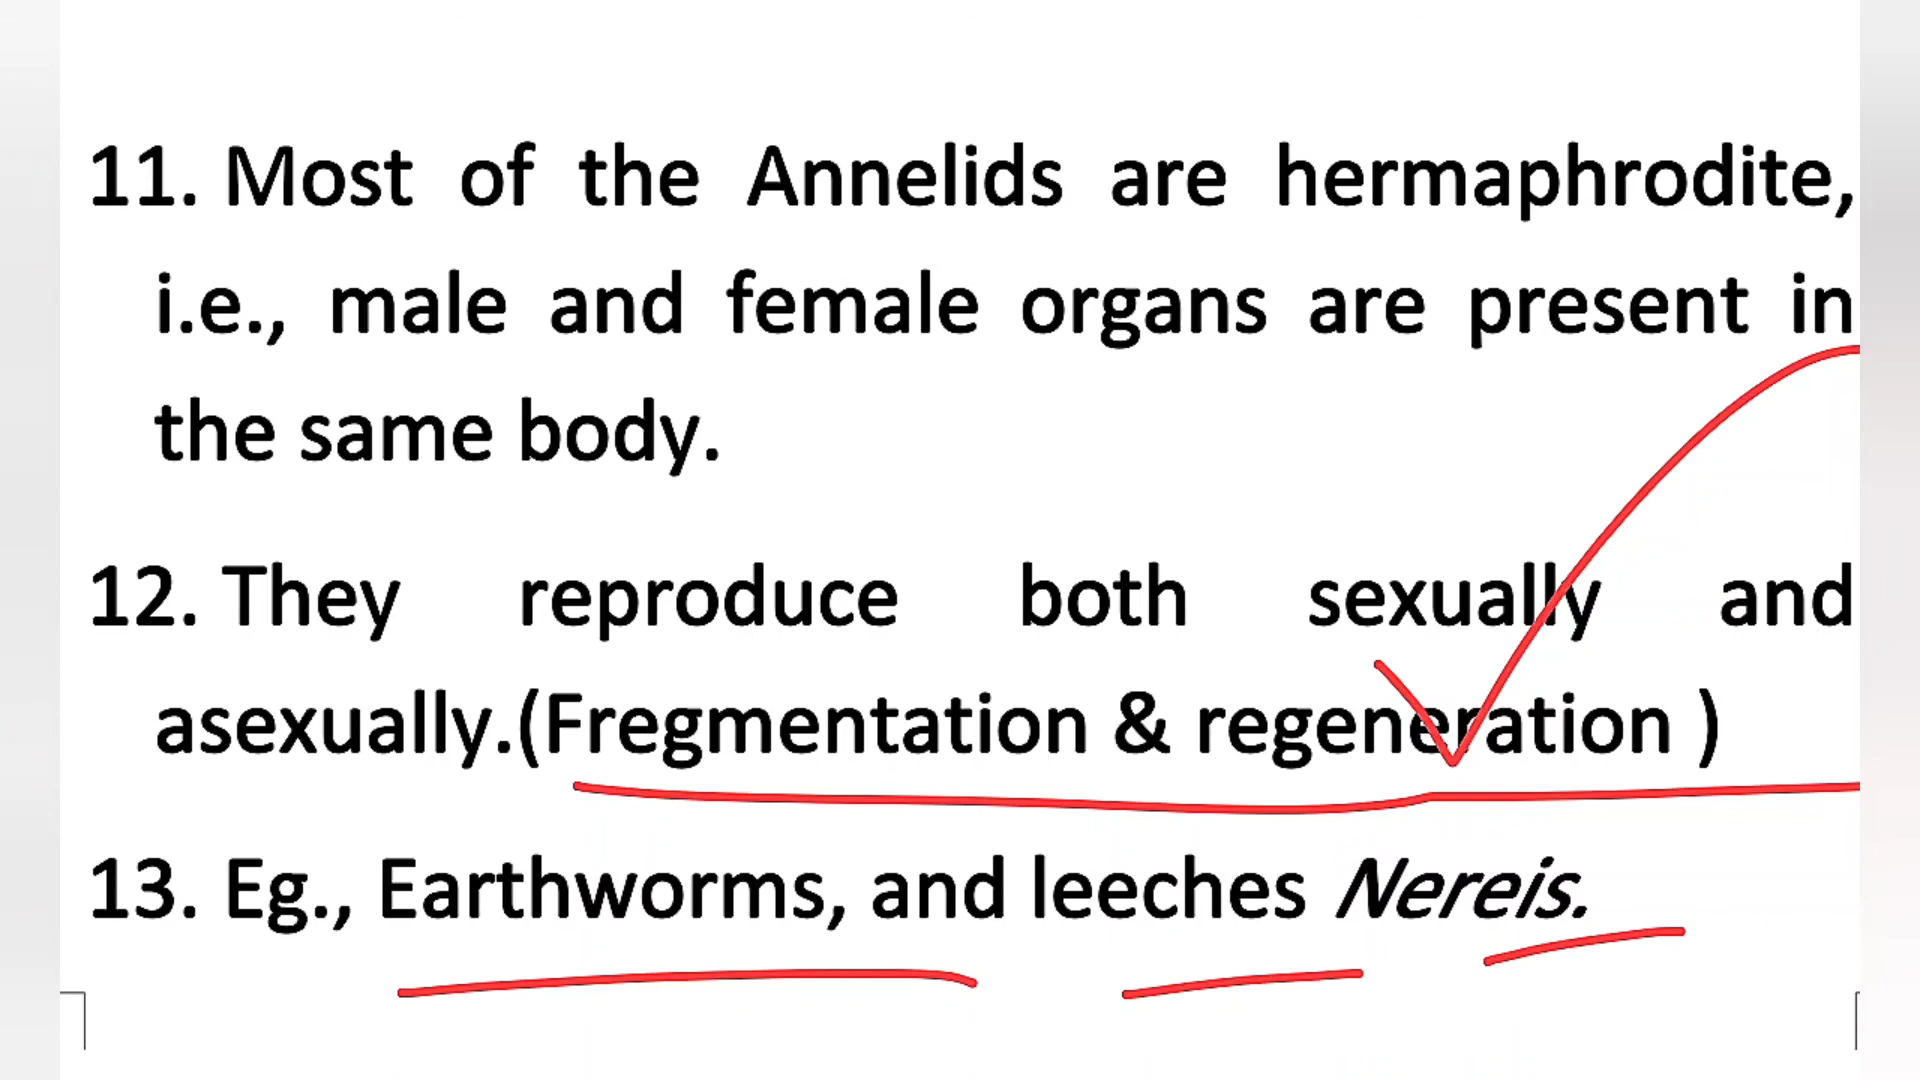 11. Most of the Annelids are hermaphrodite,
i.e., male and female organs are present in
the same body.
12. They reproduce both sexually and
asexually.(Fregmentation & regeneration )
13. Eg., Earthworms, and leeches Nereis.